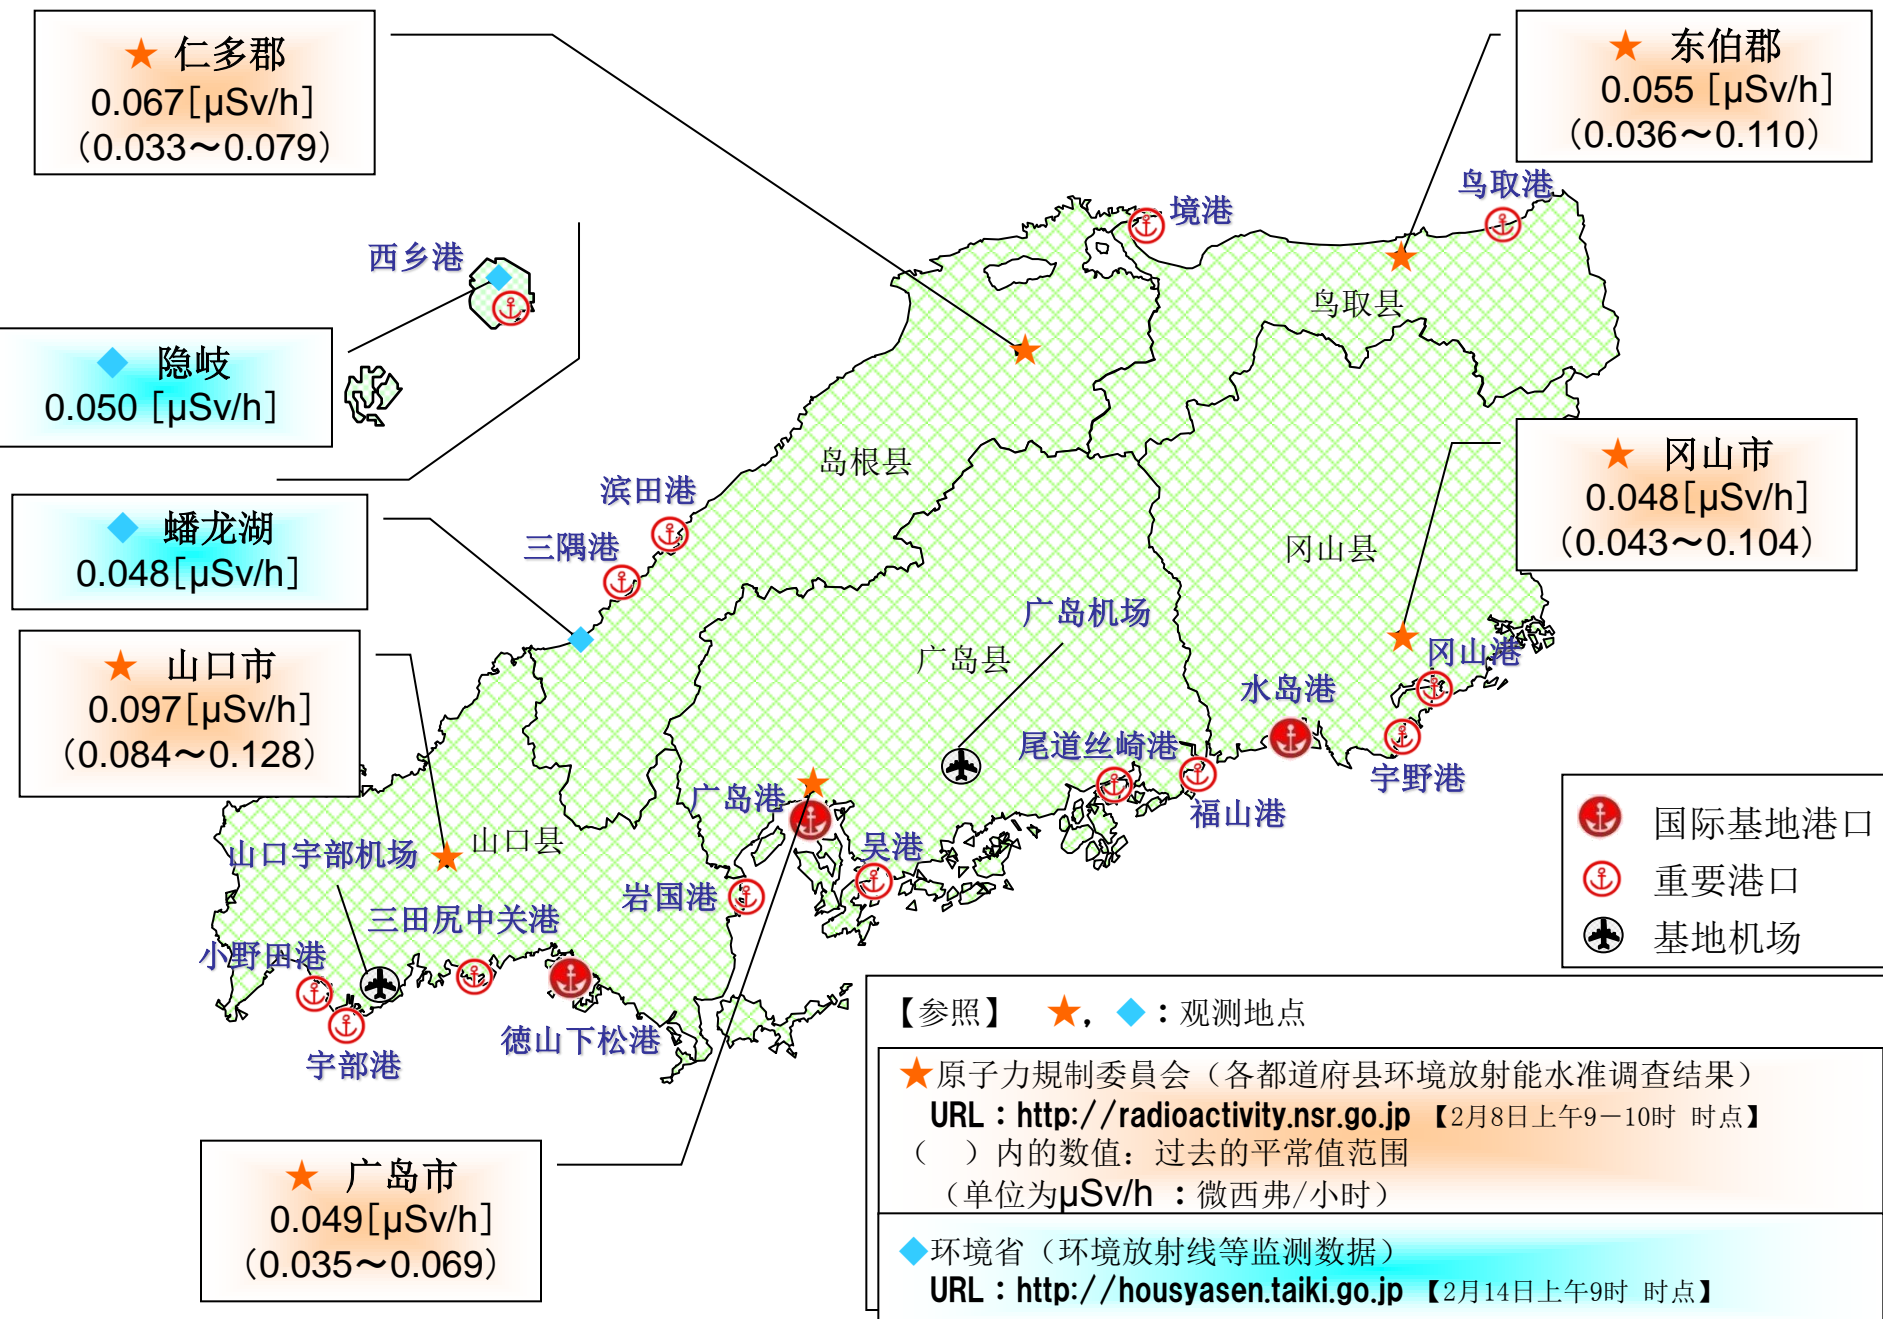 ★ 仁多郡
0.067[μSv/h]
（0.033～0.079）
★ 东伯郡
0.055 [μSv/h]
（0.036～0.110）
鸟取港
境港
西乡港
鸟取县
◆ 隐岐
0.050 [μSv/h]
岛根县
★ 冈山市
0.048[μSv/h]
（0.043～0.104）
滨田港
三隅港
◆ 蟠龙湖
0.048[μSv/h]
冈山县
广岛机场
广岛县
冈山港
★ 山口市
0.097[μSv/h]
（0.084～0.128）
水岛港
尾道丝崎港
宇野港
广岛港
福山港
国际基地港口
重要港口
基地机场
山口县
山口宇部机场
吴港
岩国港
三田尻中关港
小野田港
德山下松港
宇部港
【参照】 ★，◆：观测地点
★原子力規制委員会（各都道府县环境放射能水准调查结果）
URL：http://radioactivity.nsr.go.jp 【2月8日上午9－10时 时点】
（ ）内的数值：过去的平常值范围
（单位为μSv/h ：微西弗/小时）
★ 广岛市
0.049[μSv/h]
（0.035～0.069）
◆环境省（环境放射线等监测数据）
URL：http://housyasen.taiki.go.jp 【2月14日上午9时 时点】